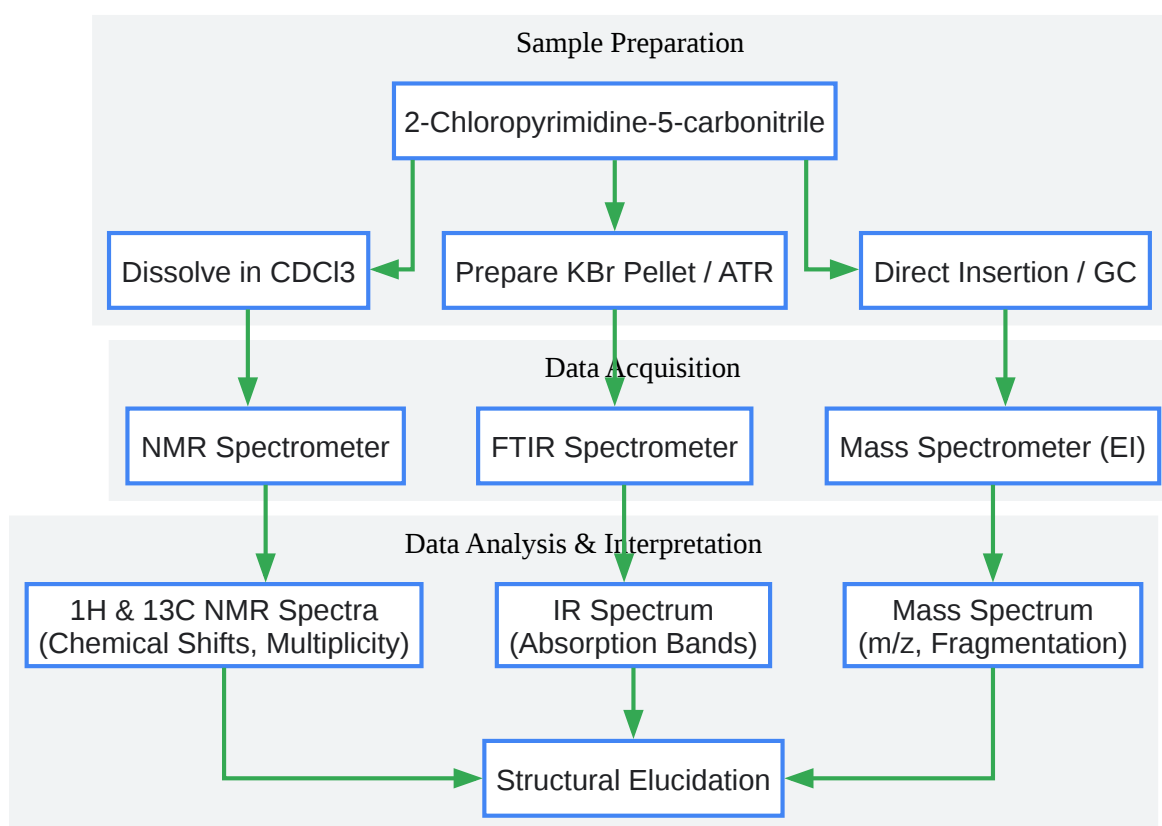 Sample Preparation
2-Chloropyrimidine-5-carbonitrile
Dissolve in CDCl3
Prepare KBr Pellet / ATR
Direct Insertion / GC
Data Acquisition
NMR Spectrometer
FTIR Spectrometer
Mass Spectrometer (EI)
Data Analysis & Interpretation
1H & 13C NMR Spectra
(Chemical Shifts, Multiplicity)
IR Spectrum
(Absorption Bands)
Mass Spectrum
(m/z, Fragmentation)
Structural Elucidation